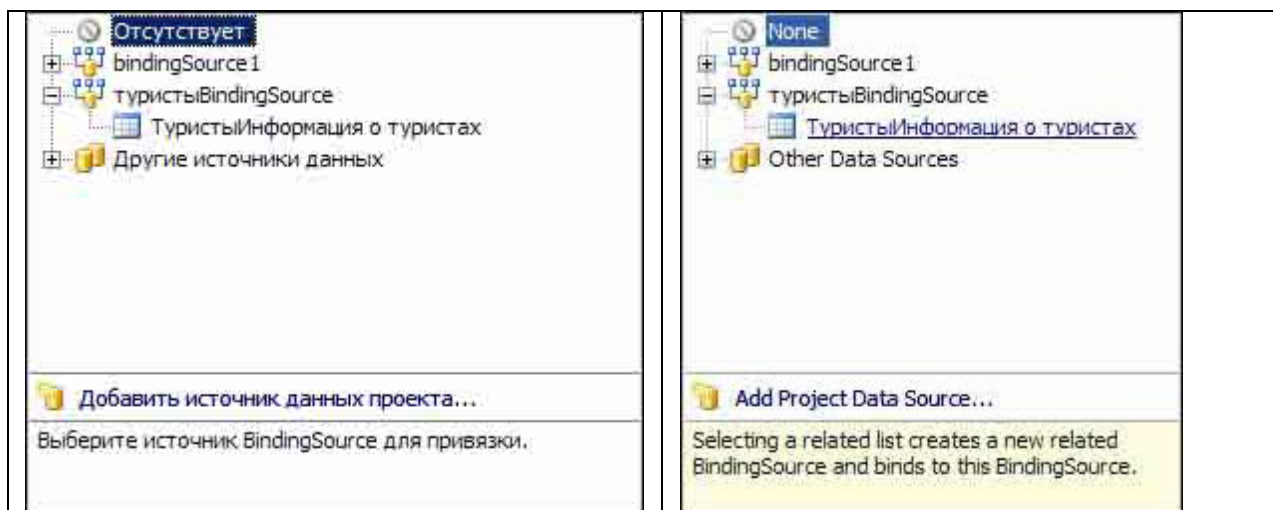 Отсутствует
bindingSource1
туристыBindingSource
ТуристыИнформация о туристах
Другие источники данных
Добавить источник данных проекта...
Выберите источник BindingSource для привязки.
None
bindingSource1
туристыBindingSource
ТуристыИнформация о туристах
Other Data Sources
Add Project Data Source...
Selecting a related list creates a new related
BindingSource and binds to this BindingSource.